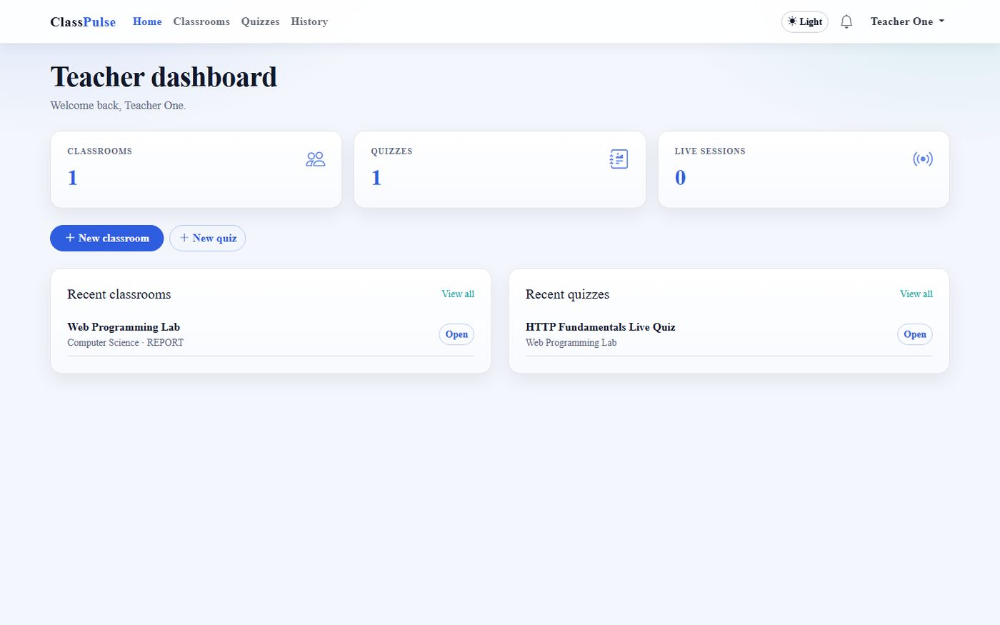 ClassPulse Home Classrooms Quizzes History Light Teacher One
Teacher dashboard
Welcome back, Teacher One.
CLASSROOMS
1
QUIZZES
1
LIVE SESSIONS
0
+ New classroom + New quiz
Recent classrooms View all
Web Programming Lab
Computer Science · REPORT
Open
Recent quizzes View all
HTTP Fundamentals Live Quiz
Web Programming Lab
Open